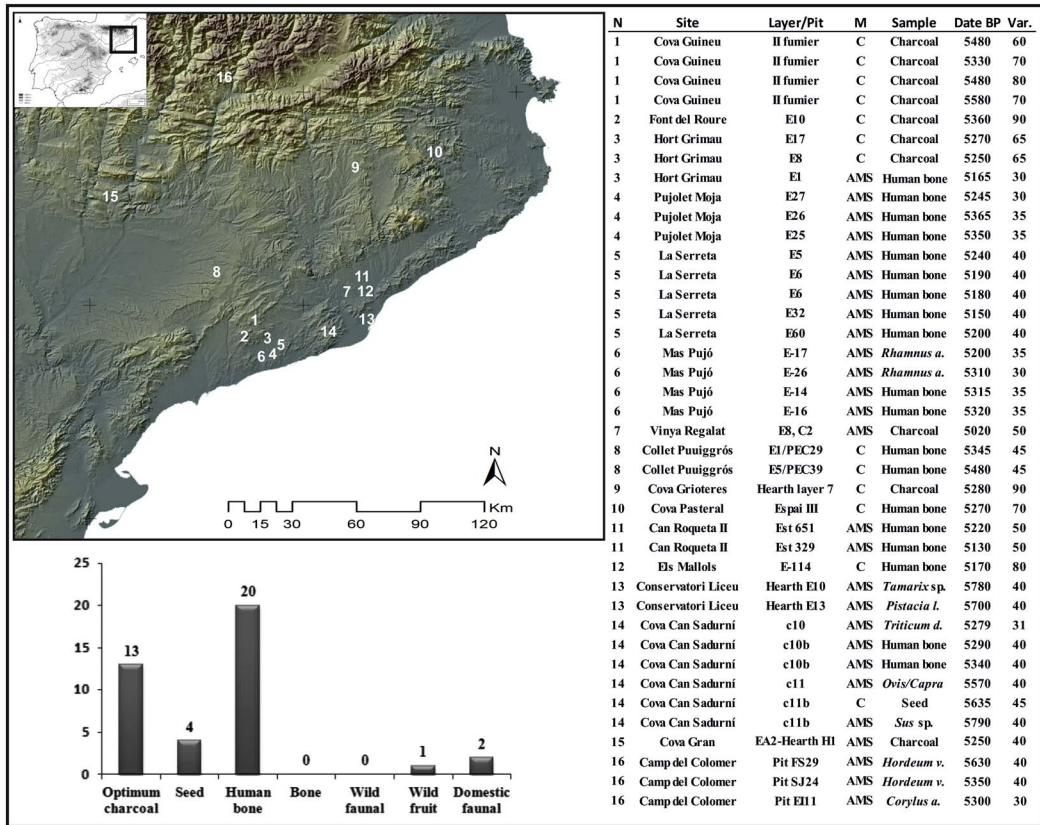 16
10
9
15
8
11
7 12
13
1
2 3 14
5
6 4
N
0 15 30 60 90 120 Km
25
20
15
10
5
0
13
4
20
0
0
1
2
Optimum charcoal
Seed
Human bone
Bone
Wild faunal
Wild fruit
Domestic faunal
N Site Layer/Pit M Sample Date BP Var.
1 Cova Guineu II fumier C Charcoal 5480 60
1 Cova Guineu II fumier C Charcoal 5330 70
1 Cova Guineu II fumier C Charcoal 5480 80
1 Cova Guineu II fumier C Charcoal 5580 70
2 Font del Roure E10 C Charcoal 5360 90
3 Hort Grimau E17 C Charcoal 5270 65
3 Hort Grimau E8 C Charcoal 5250 65
3 Hort Grimau E1 AMS Human bone 5165 30
4 Pujolet Moja E27 AMS Human bone 5245 30
4 Pujolet Moja E26 AMS Human bone 5365 35
4 Pujolet Moja E25 AMS Human bone 5350 35
5 La Serreta E5 AMS Human bone 5240 40
5 La Serreta E6 AMS Human bone 5190 40
5 La Serreta E6 AMS Human bone 5180 40
5 La Serreta E32 AMS Human bone 5150 40
5 La Serreta E60 AMS Human bone 5200 40
6 Mas Pujó E-17 AMS Rhamnus a. 5200 35
6 Mas Pujó E-26 AMS Rhamnus a. 5310 30
6 Mas Pujó E-14 AMS Human bone 5315 35
6 Mas Pujó E-16 AMS Human bone 5320 35
7 Vinya Regalat E8, C2 AMS Charcoal 5020 50
8 Collet Puuiggrós E1/PEC29 C Human bone 5345 45
8 Collet Puuiggrós E5/PEC39 C Human bone 5480 45
9 Cova Grioteres Hearth layer 7 C Charcoal 5280 90
10 Cova Pasteral Espai III C Human bone 5270 70
11 Can Roqueta II Est 651 AMS Human bone 5220 50
11 Can Roqueta II Est 329 AMS Human bone 5130 50
12 Els Mallols E-114 C Human bone 5170 80
13 Conservatori Liceu Hearth E10 AMS Tamarix sp. 5780 40
13 Conservatori Liceu Hearth E13 AMS Pistacia l. 5700 40
14 Cova Can Sadurní c10 AMS Triticum d. 5279 31
14 Cova Can Sadurní c10b AMS Human bone 5290 40
14 Cova Can Sadurní c10b AMS Human bone 5340 40
14 Cova Can Sadurní c11 AMS Ovis/Capra 5570 40
14 Cova Can Sadurní c11b C Seed 5635 45
14 Cova Can Sadurní c11b AMS Sus sp. 5790 40
15 Cova Gran EA2-Hearth H1 AMS Charcoal 5250 40
16 Camp del Colomer Pit FS29 AMS Hordeum v. 5630 40
16 Camp del Colomer Pit SJ24 AMS Hordeum v. 5350 40
16 Camp del Colomer Pit EI11 AMS Corylus a. 5300 30